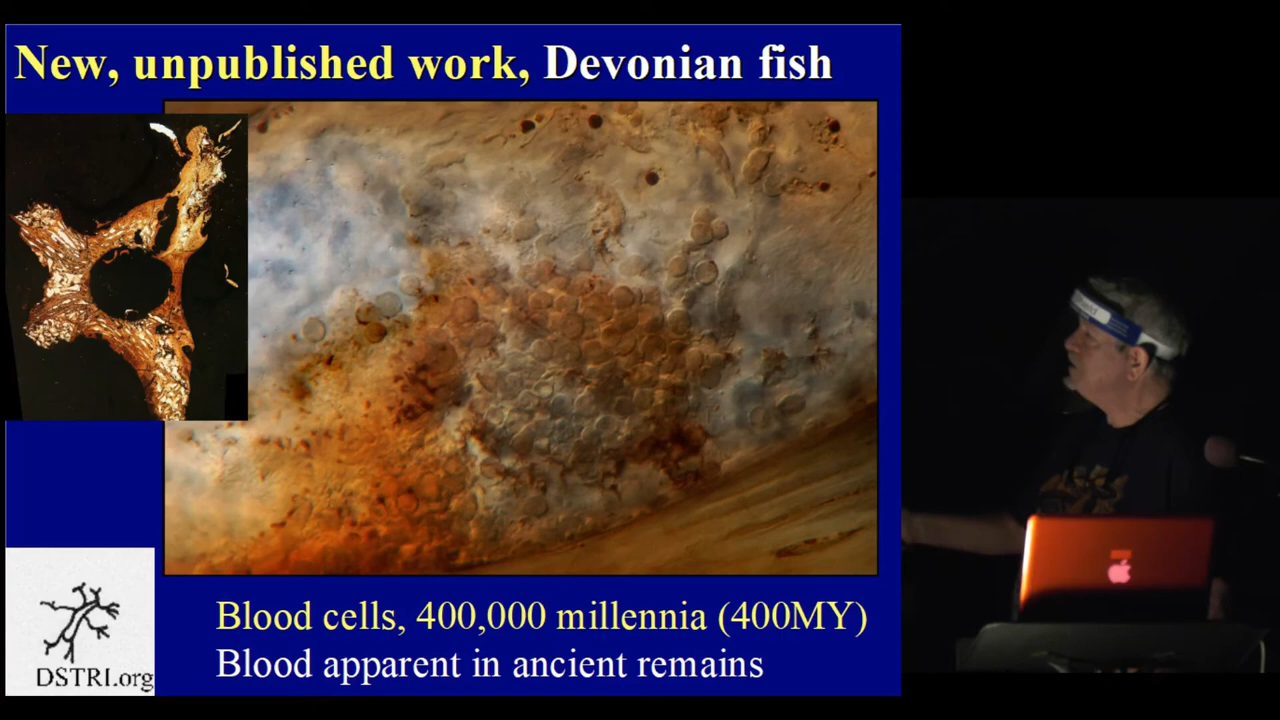 New, unpublished work, Devonian fish
Blood cells, 400,000 millennia (400MY)
Blood apparent in ancient remains
DSTRI.org